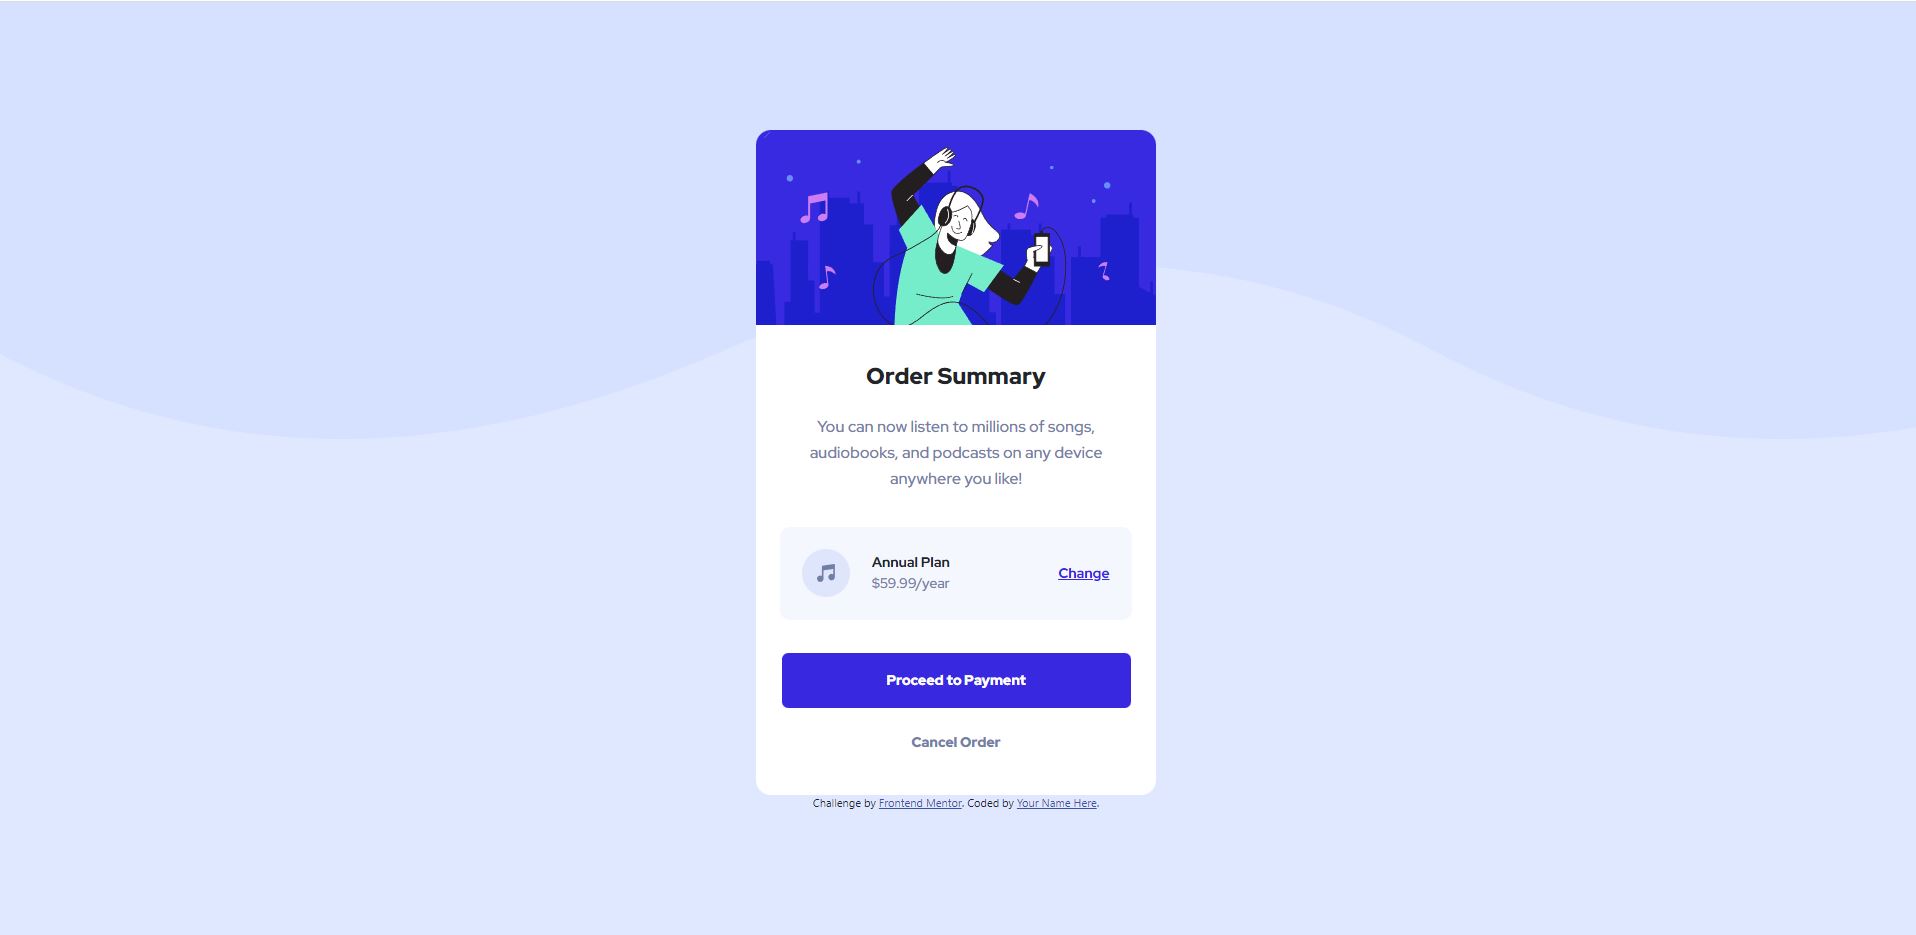 Order Summary
You can now listen to millions of songs,
audiobooks, and podcasts on any device
anywhere you like!
Annual Plan
$59.99/year
Change
Proceed to Payment
Cancel Order
Challenge by Frontend Mentor. Coded by Your Name Here.